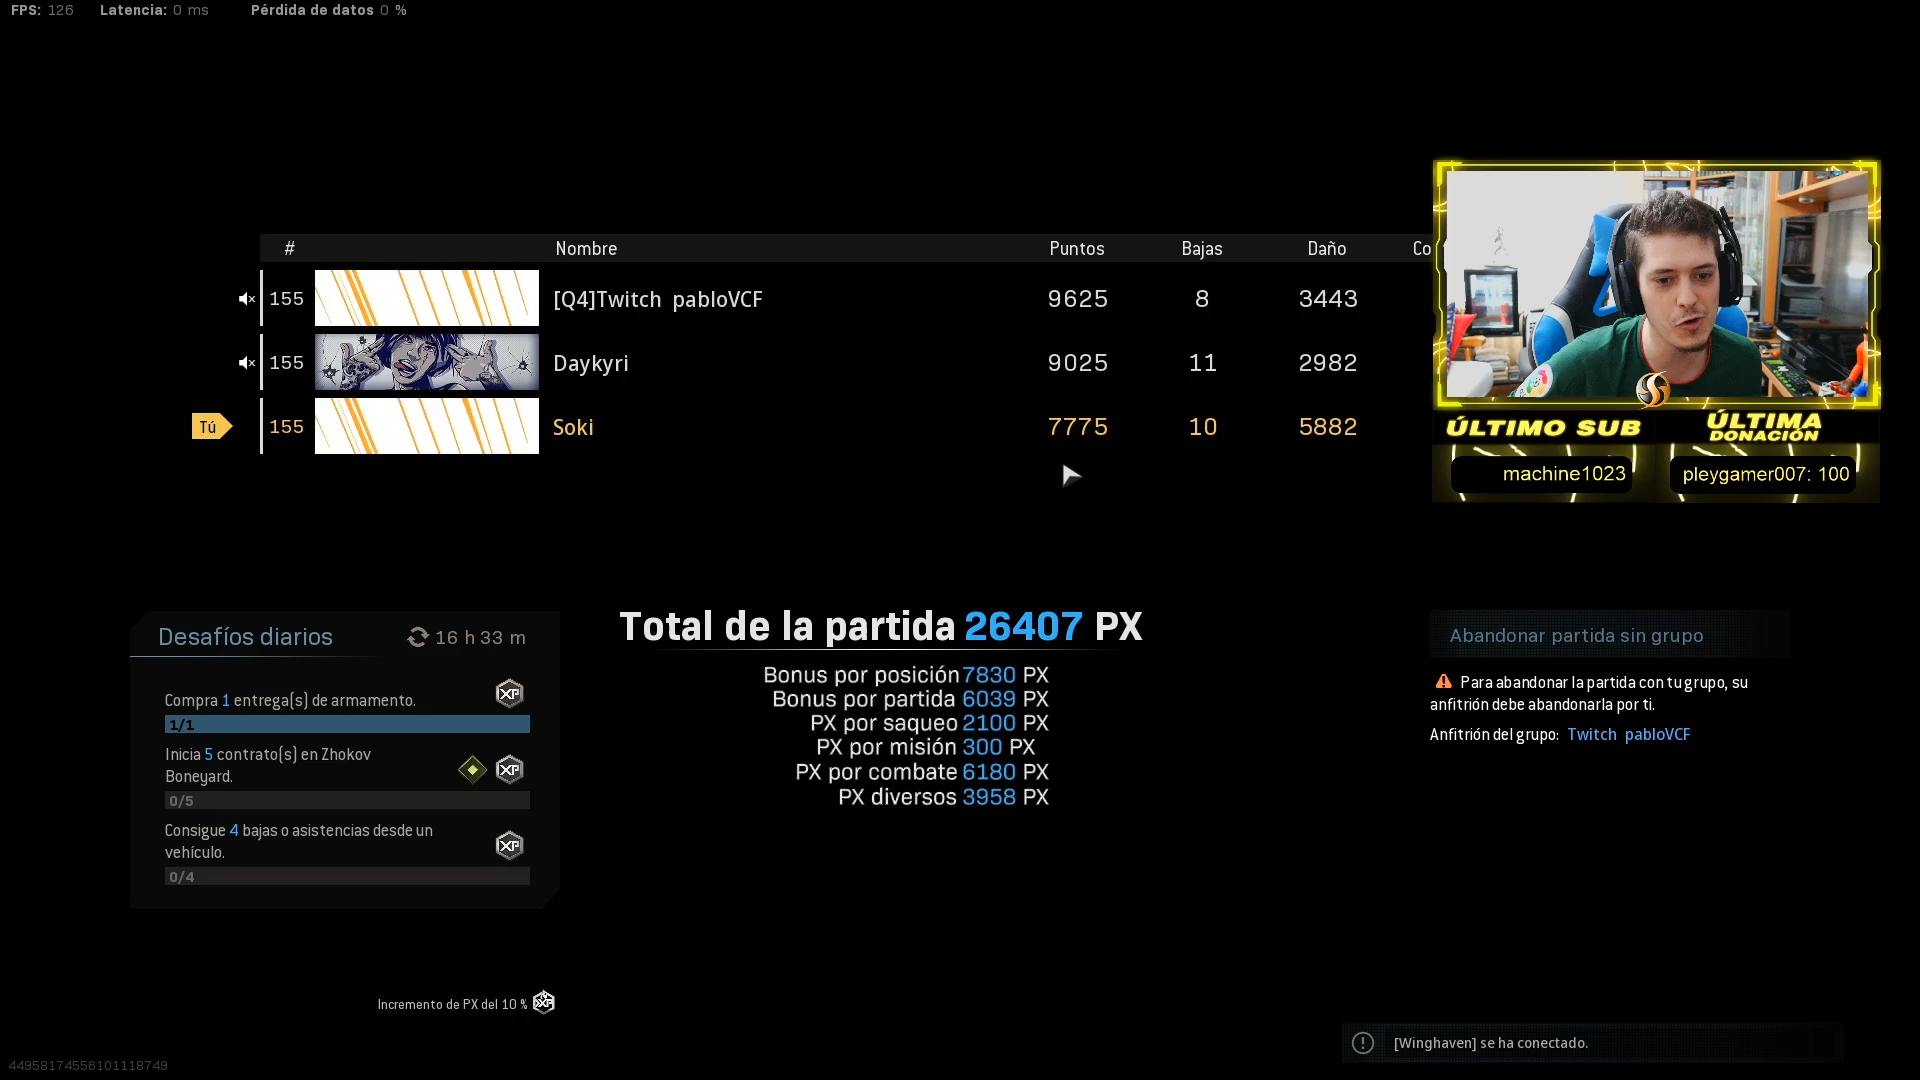 FPS: 126 Latencia: 0 ms Pérdida de datos 0 %
# Nombre Puntos Bajas Daño Co
155 [Q4]Twitch pabloVCF 9625 8 3443
155 Daykyri 9025 11 2982
Tú 155 Soki 7775 10 5882
ÚLTIMO SUB
machine1023
ÚLTIMA
DONACIÓN
pleygamer007: 100
Desafíos diarios 16 h 33 m
Compra 1 entrega(s) de armamento.
XP
1/1
Inicia 5 contrato(s) en Zhokov
Boneyard.
XP
0/5
Consigue 4 bajas o asistencias desde un
vehículo.
XP
0/4
Incremento de PX del 10 %
Total de la partida 26407 PX
Bonus por posición 7830 PX
Bonus por partida 6039 PX
PX por saqueo 2100 PX
PX por misión 300 PX
PX por combate 6180 PX
PX diversos 3958 PX
Abandonar partida sin grupo
Para abandonar la partida con tu grupo, su
anfitrión debe abandonarla por ti.
Anfitrión del grupo: Twitch pabloVCF
[Winghaven] se ha conectado.
44958174556101118749